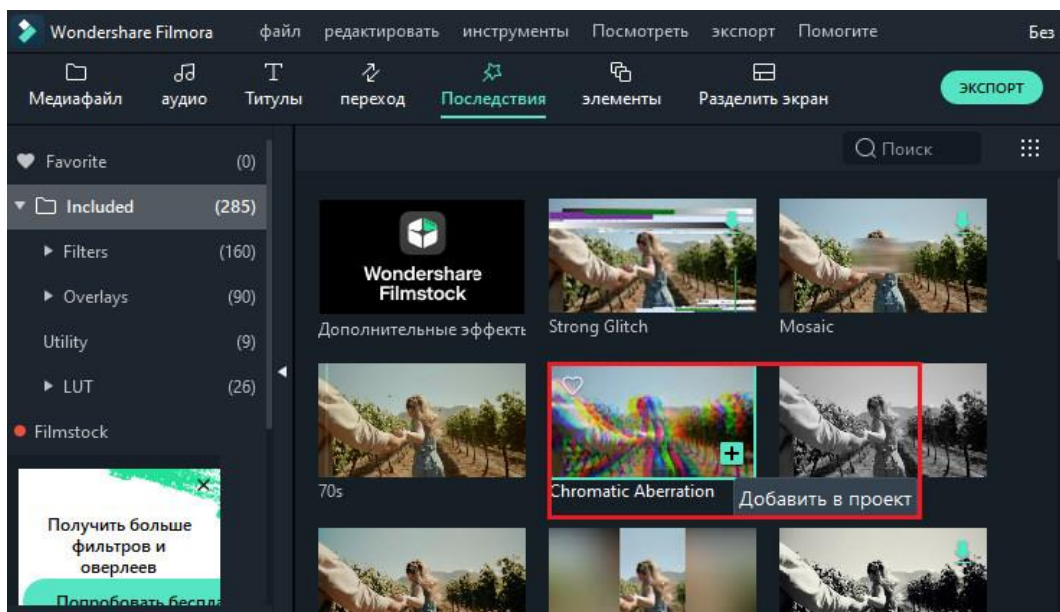 Wondershare Filmora файл редактировать инструменты Посмотреть экспорт Помогите Без
Медиафайл аудио Титулы переход Последствия элементы Разделить экран экспорт
Поиск
Favorite (0)
Included (285)
Filters (160)
Overlays (90)
Utility (9)
LUT (26)
Filmstock
Получить больше
фильтров и
оверлеев
Попробовать беспла
Wondershare
Filmstock
Дополнительные эффекть
Strong Glitch
Mosaic
70s
Chromatic Aberration
Добавить в проект